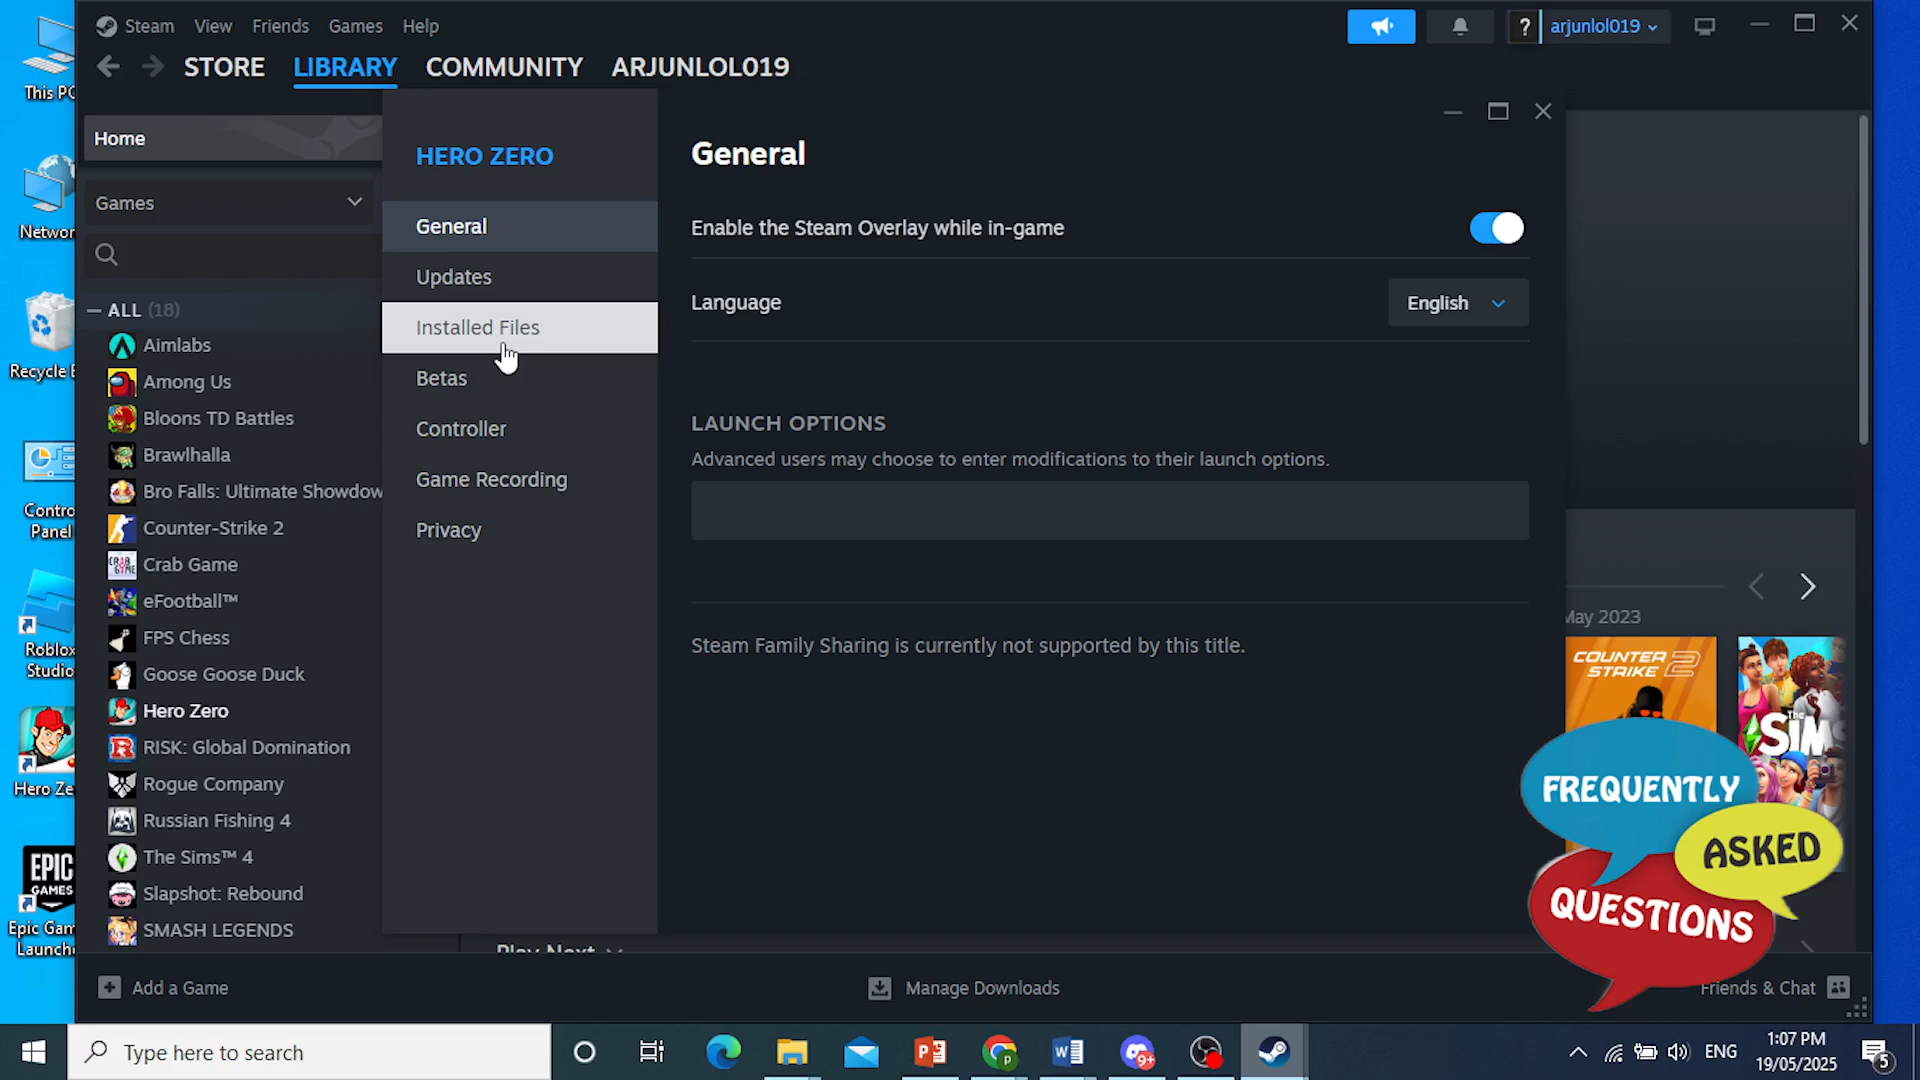 Steam View Friends Games Help
? arjunlol019
STORE LIBRARY COMMUNITY ARJUNLOL019
This PC
Home
HERO ZERO
General
Games
General
Enable the Steam Overlay while in-game
Networ
Updates
Language
English
Installed Files
ALL (18)
Aimlabs
Recycle B
Betas
Among Us
LAUNCH OPTIONS
Bloons TD Battles
Controller
Advanced users may choose to enter modifications to their launch options.
Brawlhalla
Game Recording
Bro Falls: Ultimate Showdow
Contro
Panel
Counter-Strike 2
Privacy
Crab Game
eFootball™
May 2023
FPS Chess
Steam Family Sharing is currently not supported by this title.
Roblox
Studio
COUNTER
STRIKE 2
Goose Goose Duck
Hero Zero
The
SIMS
RISK: Global Domination
Hero Ze
Rogue Company
FREQUENTLY
Russian Fishing 4
ASKED
The Sims™ 4
EPIC
GAMES
Slapshot: Rebound
QUESTIONS
SMASH LEGENDS
Epic Gam
Launche
Play Next
Add a Game
Manage Downloads
Friends & Chat
Type here to search
9+
ENG
1:07 PM
19/05/2025
5